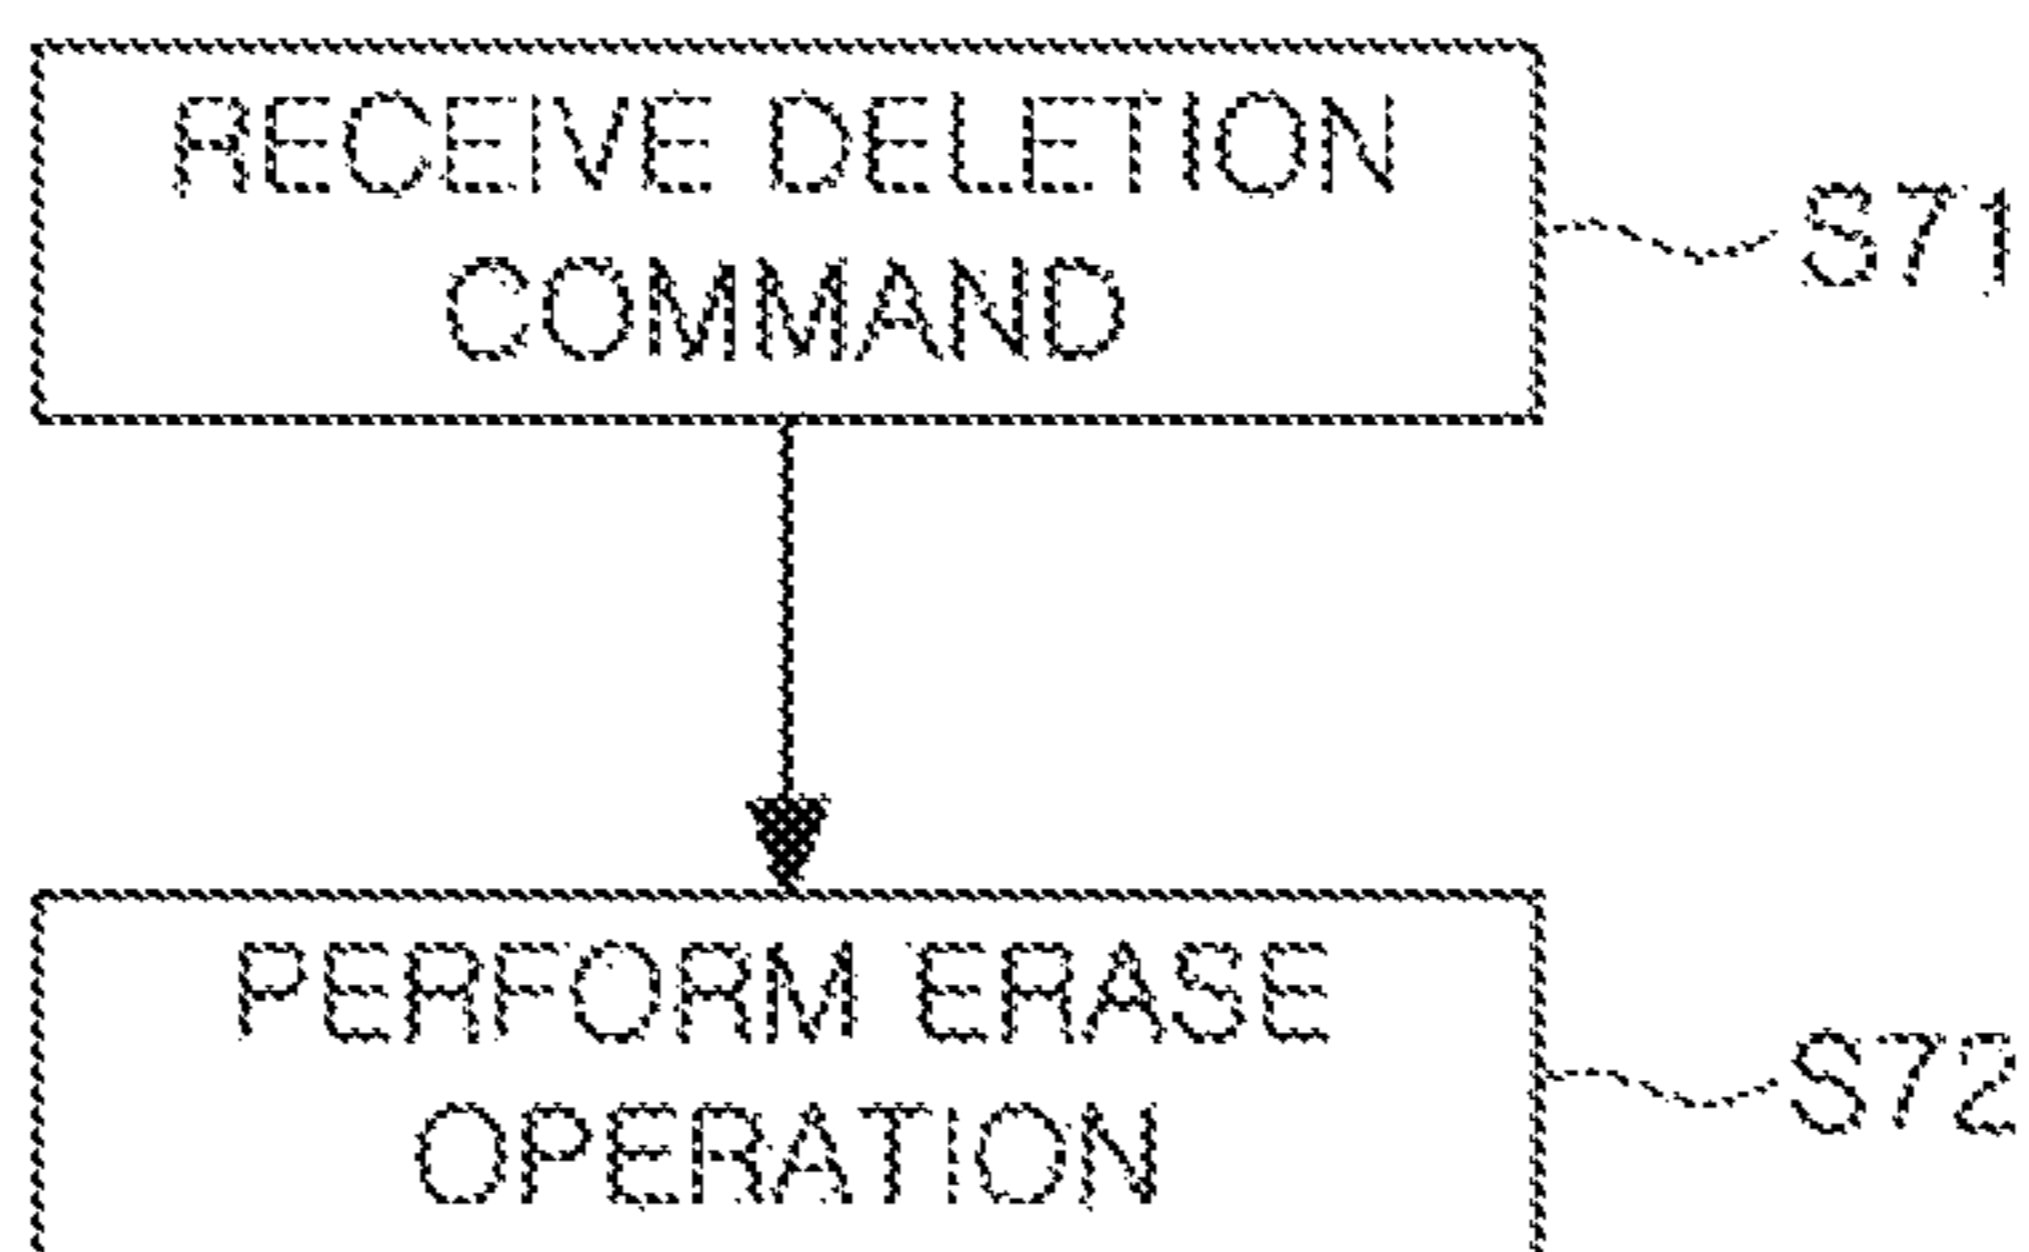 RECEIVE DELETION
COMMAND
S71
PERFORM ERASE
OPERATION
S72